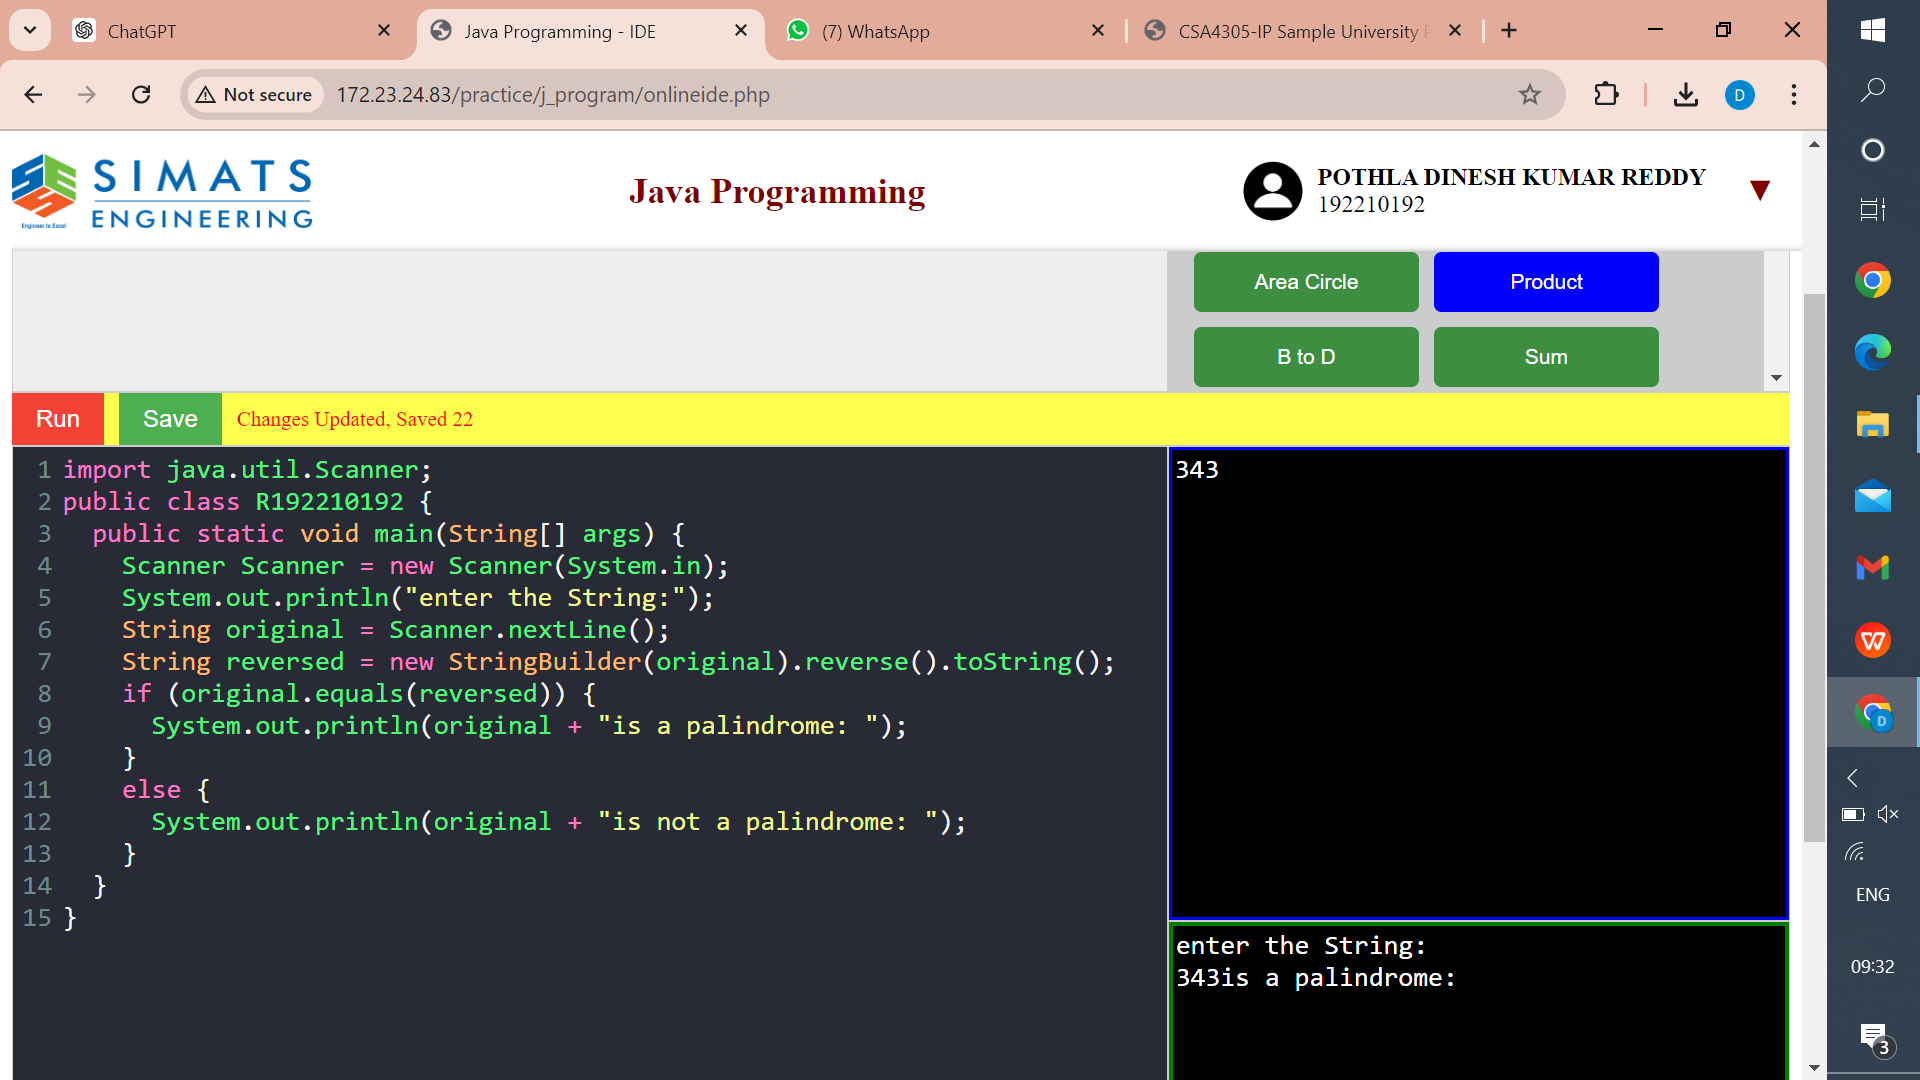 ChatGPT
Java Programming - IDE
(7) WhatsApp
CSA4305-IP Sample University
Not secure
172.23.24.83/practice/j_program/onlineide.php
D
SIMATS
ENGINEERING
Engineer to Excel
Java Programming
POTHLA DINESH KUMAR REDDY
192210192
Area Circle
Product
B to D
Sum
Run
Save
Changes Updated, Saved 22
1 import java.util.Scanner;
2 public class R192210192 {
3 public static void main(String[] args) {
4 Scanner Scanner = new Scanner(System.in);
5 System.out.println("enter the String:");
6 String original = Scanner.nextLine();
7 String reversed = new StringBuilder(original).reverse().toString();
8 if (original.equals(reversed)) {
9 System.out.println(original + "is a palindrome: ");
10 }
11 else {
12 System.out.println(original + "is not a palindrome: ");
13 }
14 }
15 }
343
enter the String:
343is a palindrome:
D
ENG
09:32
3